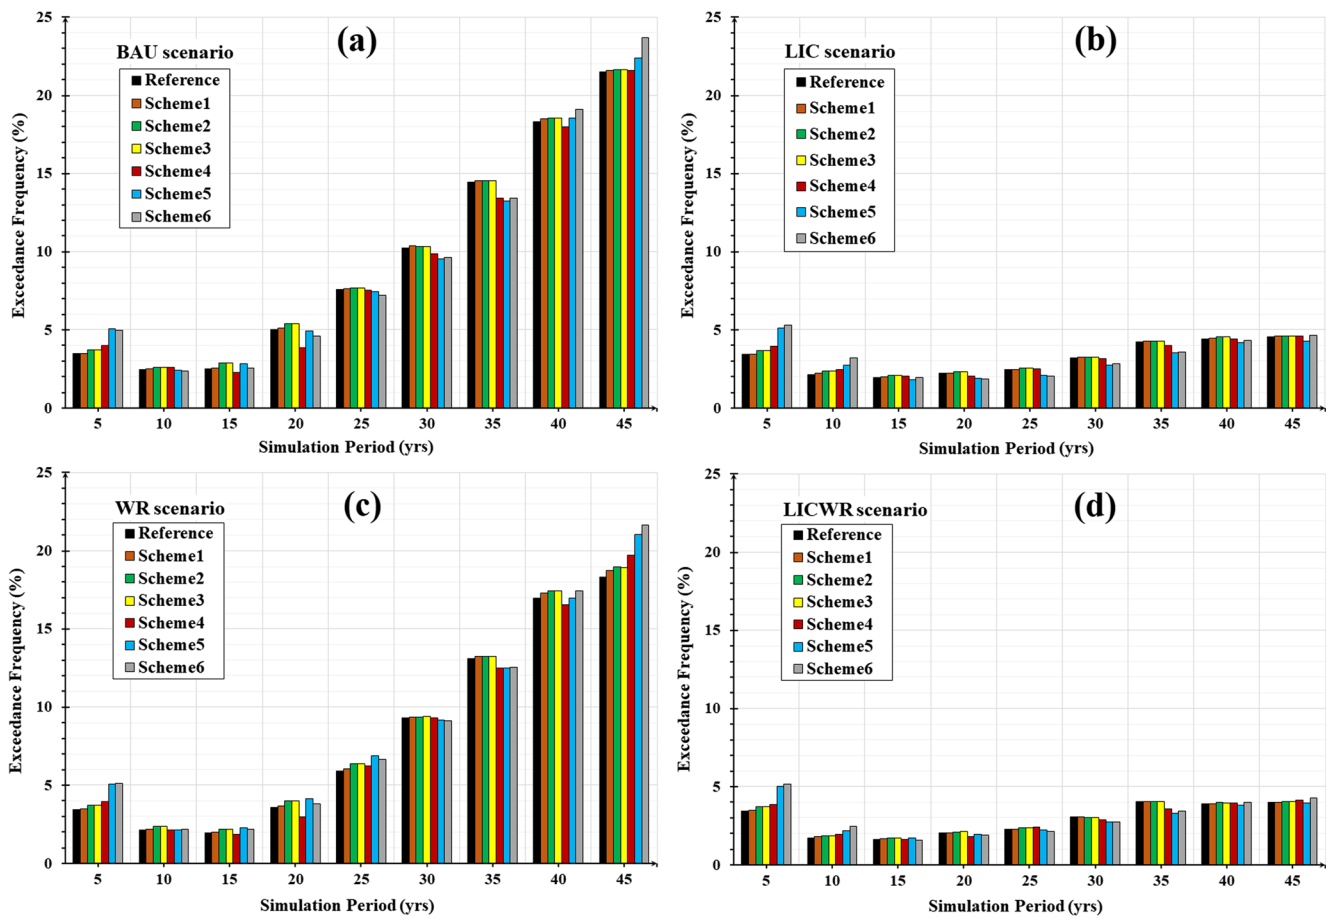 (a)
BAU scenario
Reference
Scheme1
Scheme2
Scheme3
Scheme4
Scheme5
Scheme6
Exceedance Frequency (%)
25
20
15
10
5
0
5 10 15 20 25 30 35 40 45
Simulation Period (yrs)
(b)
LIC scenario
Reference
Scheme1
Scheme2
Scheme3
Scheme4
Scheme5
Scheme6
Exceedance Frequency (%)
25
20
15
10
5
0
5 10 15 20 25 30 35 40 45
Simulation Period (yrs)
(c)
WR scenario
Reference
Scheme1
Scheme2
Scheme3
Scheme4
Scheme5
Scheme6
Exceedance Frequency (%)
25
20
15
10
5
0
5 10 15 20 25 30 35 40 45
Simulation Period (yrs)
(d)
LICWR scenario
Reference
Scheme1
Scheme2
Scheme3
Scheme4
Scheme5
Scheme6
Exceedance Frequency (%)
25
20
15
10
5
0
5 10 15 20 25 30 35 40 45
Simulation Period (yrs)